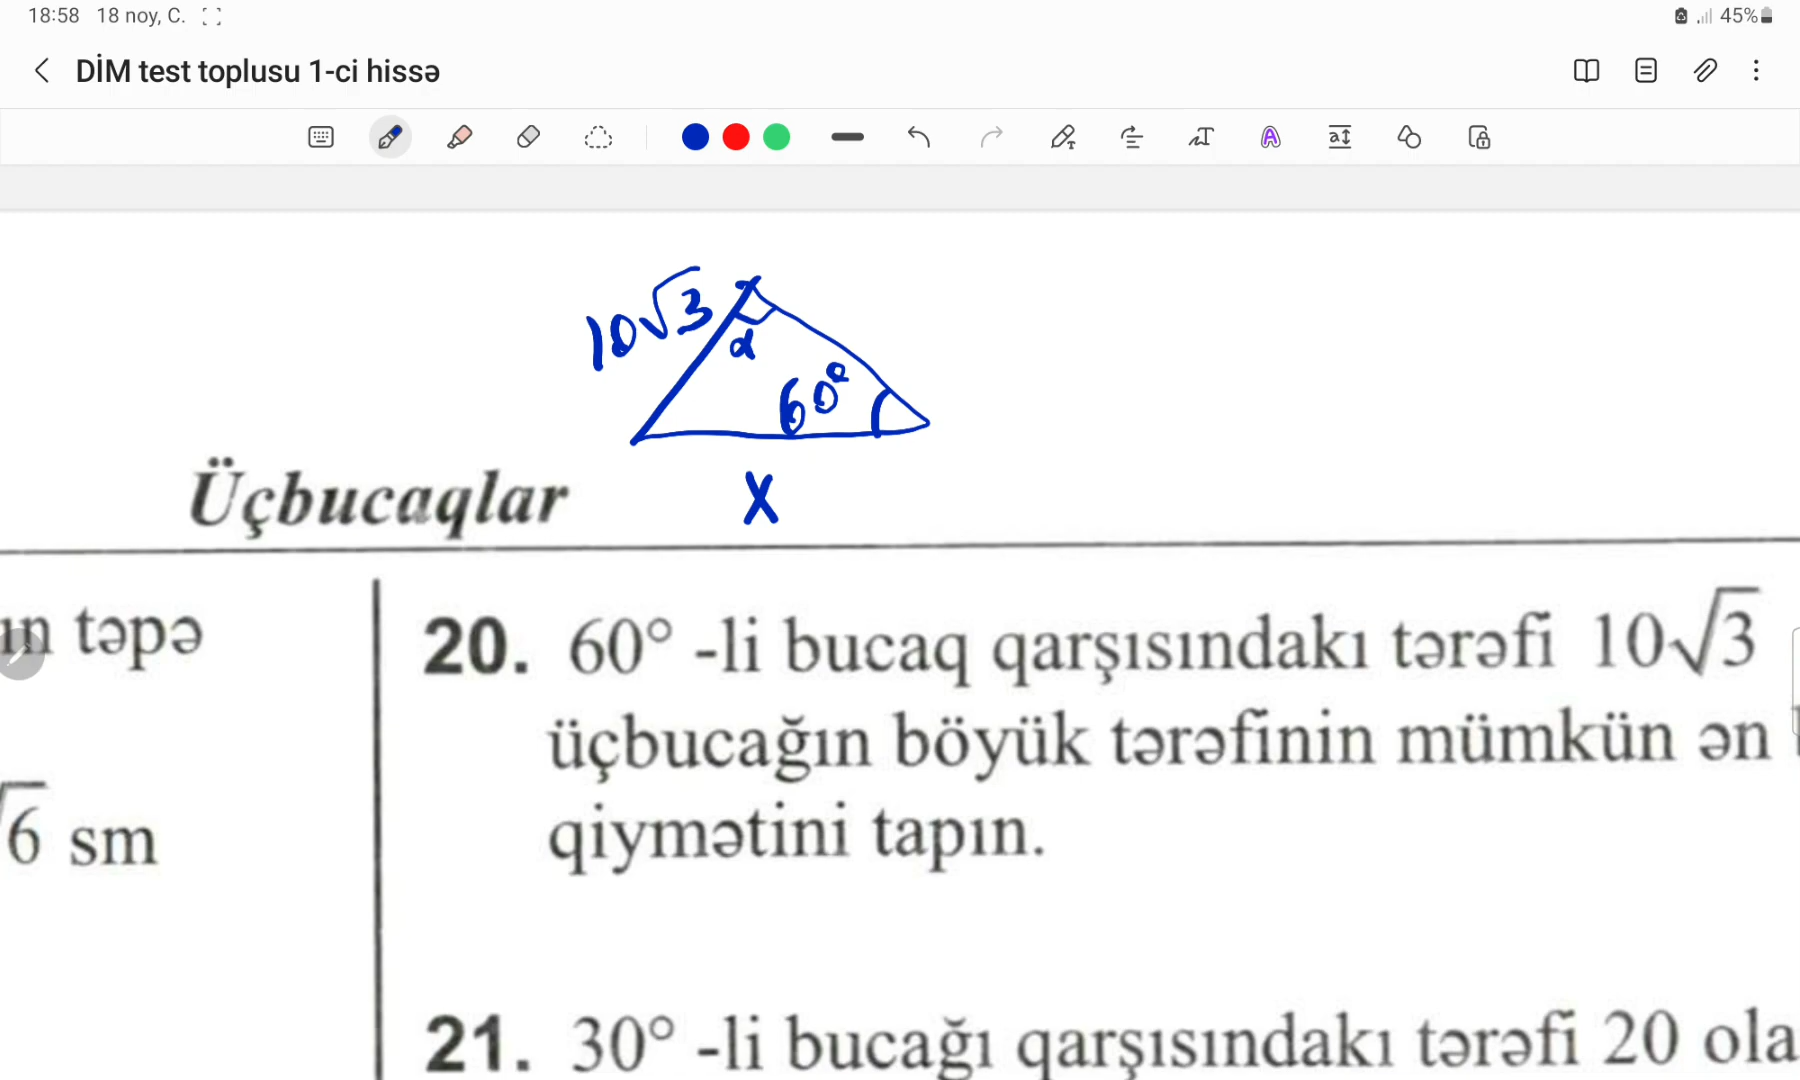 18:58 18 noy, C. 45%
DİM test toplusu 1-ci hissə
10√3
α
60°
x
Üçbucaqlar
ın təpə
√6 sm
20. 60° -li bucaq qarşısındakı tərəfi 10√3
üçbucağın böyük tərəfinin mümkün ən
qiymətini tapın.
21. 30° -li bucağı qarşısındakı tərəfi 20 ola